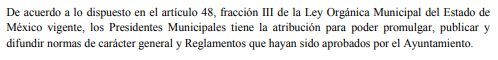 De acuerdo a lo dispuesto en el artículo 48, fracción III de la Ley Orgánica Municipal del Estado de
México vigente, los Presidentes Municipales tiene la atribución para poder promulgar, publicar y
difundir normas de carácter general y Reglamentos que hayan sido aprobados por el Ayuntamiento.